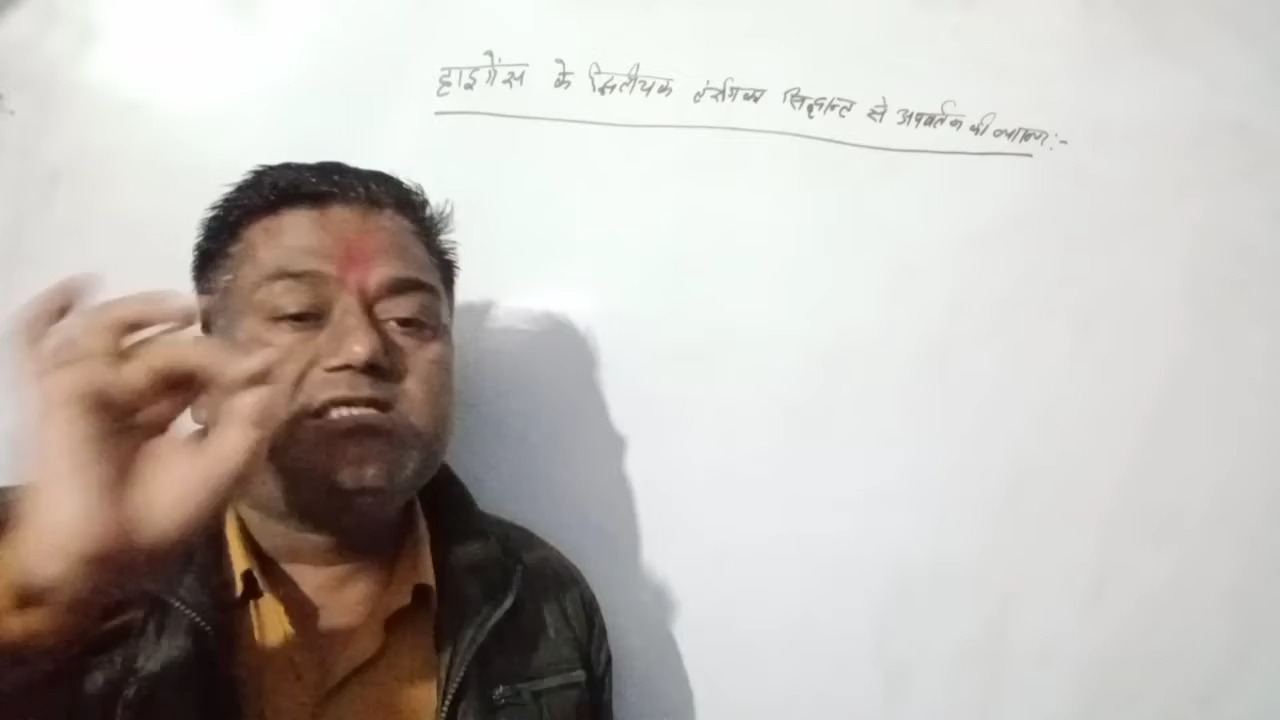 हाइगेंस के द्वितीयक तरंगिका सिद्धान्त से अपवर्तन की व्याख्या:-